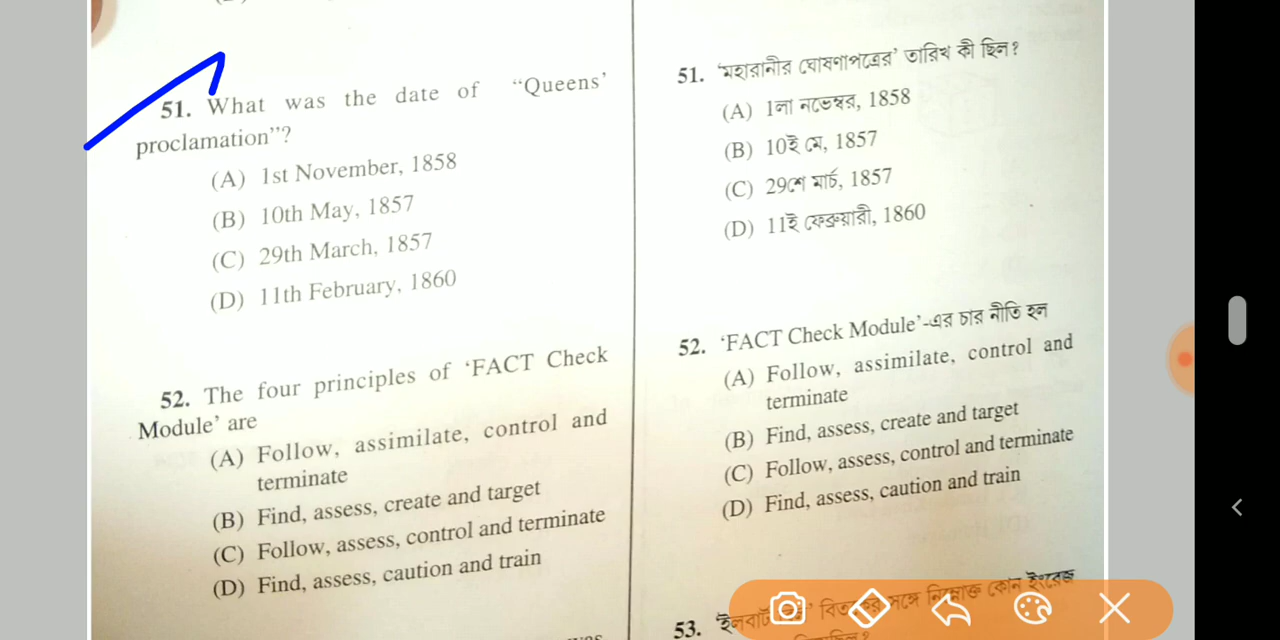 51. What was the date of “Queens’
proclamation”?
(A) 1st November, 1858
(B) 10th May, 1857
(C) 29th March, 1857
(D) 11th February, 1860
52. The four principles of ‘FACT Check
Module’ are
(A) Follow, assimilate, control and
terminate
(B) Find, assess, create and target
(C) Follow, assess, control and terminate
(D) Find, assess, caution and train
51. ‘মহারানীর ঘোষণাপত্রের’ তারিখ কী ছিল?
(A) 1লা নভেম্বর, 1858
(B) 10ই মে, 1857
(C) 29শে মার্চ, 1857
(D) 11ই ফেব্রুয়ারী, 1860
52. ‘FACT Check Module’-এর চার নীতি হল
(A) Follow, assimilate, control and
terminate
(B) Find, assess, create and target
(C) Follow, assess, control and terminate
(D) Find, assess, caution and train
53. সঙ্গে নিম্নোক্ত কোন ইংরেজ